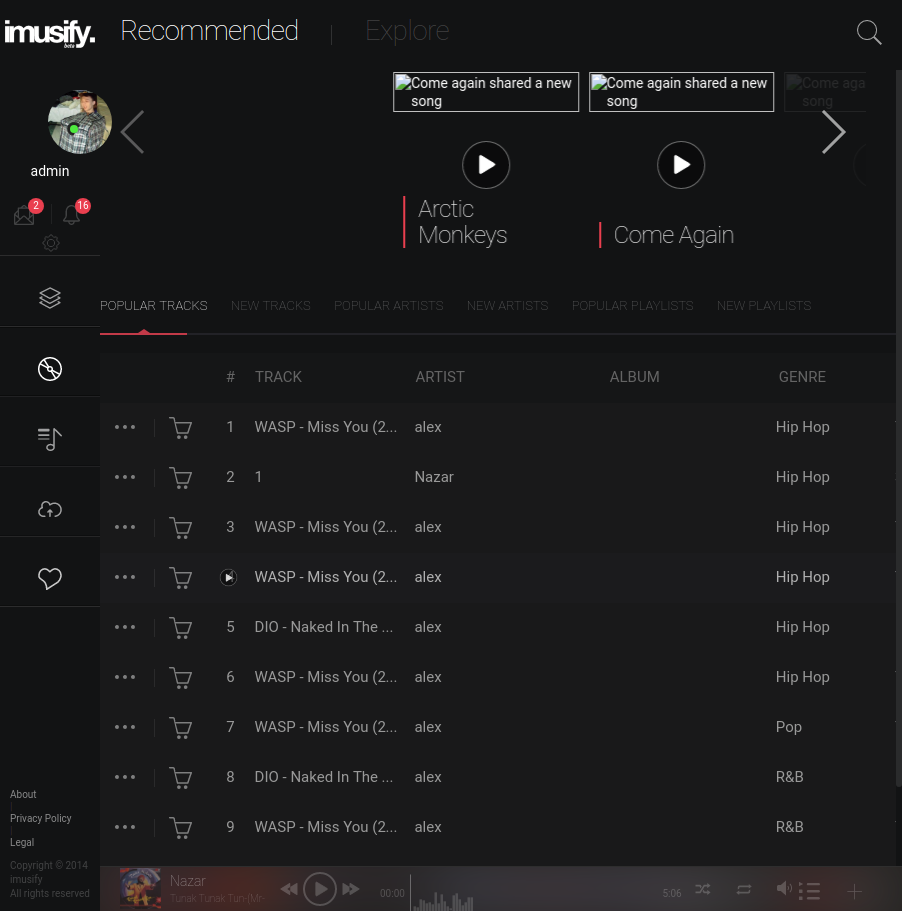 imusify.
beta
Recommended
Explore
Come again shared a new
song
Come again shared a new
song
Come aga
song
admin
2
16
Arctic
Monkeys
Come Again
POPULAR TRACKS NEW TRACKS POPULAR ARTISTS NEW ARTISTS POPULAR PLAYLISTS NEW PLAYLISTS
# TRACK ARTIST ALBUM GENRE
1 WASP - Miss You (2... alex Hip Hop
2 1 Nazar Hip Hop
3 WASP - Miss You (2... alex Hip Hop
WASP - Miss You (2... alex Hip Hop
5 DIO - Naked In The ... alex Hip Hop
6 WASP - Miss You (2... alex Hip Hop
7 WASP - Miss You (2... alex Pop
8 DIO - Naked In The ... alex R&B
9 WASP - Miss You (2... alex R&B
About
Privacy Policy
Legal
Copyright © 2014
imusify
All rights reserved
Nazar
Tunak Tunak Tun-(Mr-
00:00
5:06